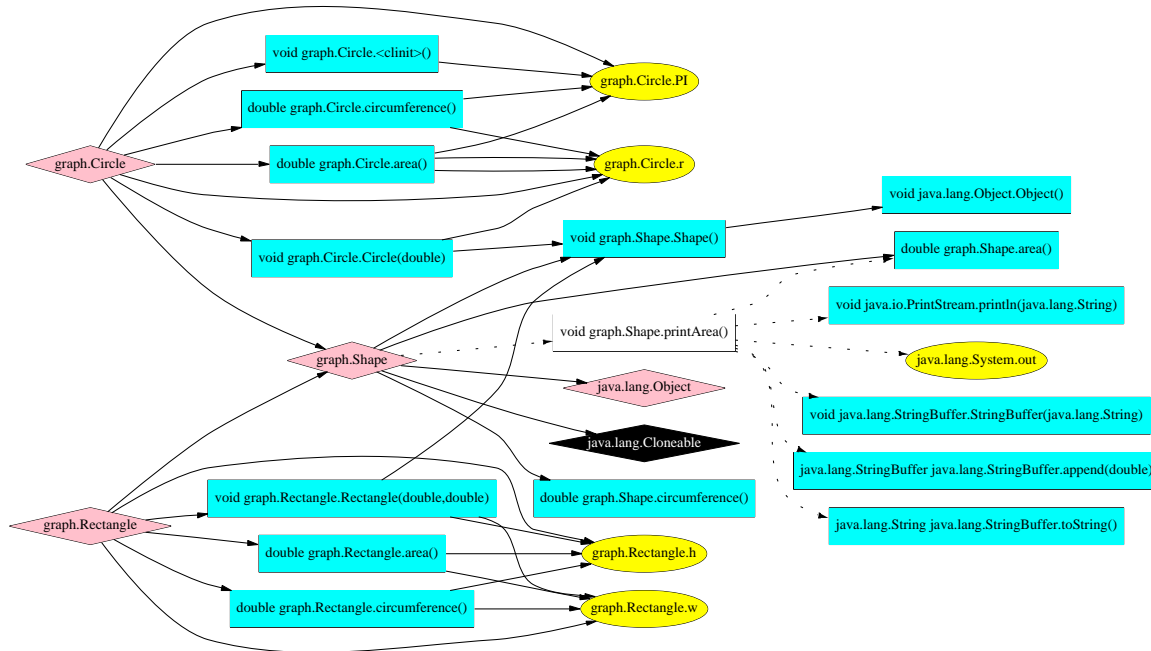 void graph.Circle.<clinit>()
graph.Circle.PI
double graph.Circle.circumference()
graph.Circle
double graph.Circle.area()
graph.Circle.r
void java.lang.Object.Object()
void graph.Shape.Shape()
double graph.Shape.area()
void graph.Circle.Circle(double)
void java.io.PrintStream.println(java.lang.String)
void graph.Shape.printArea()
graph.Shape
java.lang.System.out
java.lang.Object
void java.lang.StringBuffer.StringBuffer(java.lang.String)
java.lang.Cloneable
java.lang.StringBuffer java.lang.StringBuffer.append(double)
void graph.Rectangle.Rectangle(double,double)
double graph.Shape.circumference()
graph.Rectangle
java.lang.String java.lang.StringBuffer.toString()
double graph.Rectangle.area()
graph.Rectangle.h
double graph.Rectangle.circumference()
graph.Rectangle.w